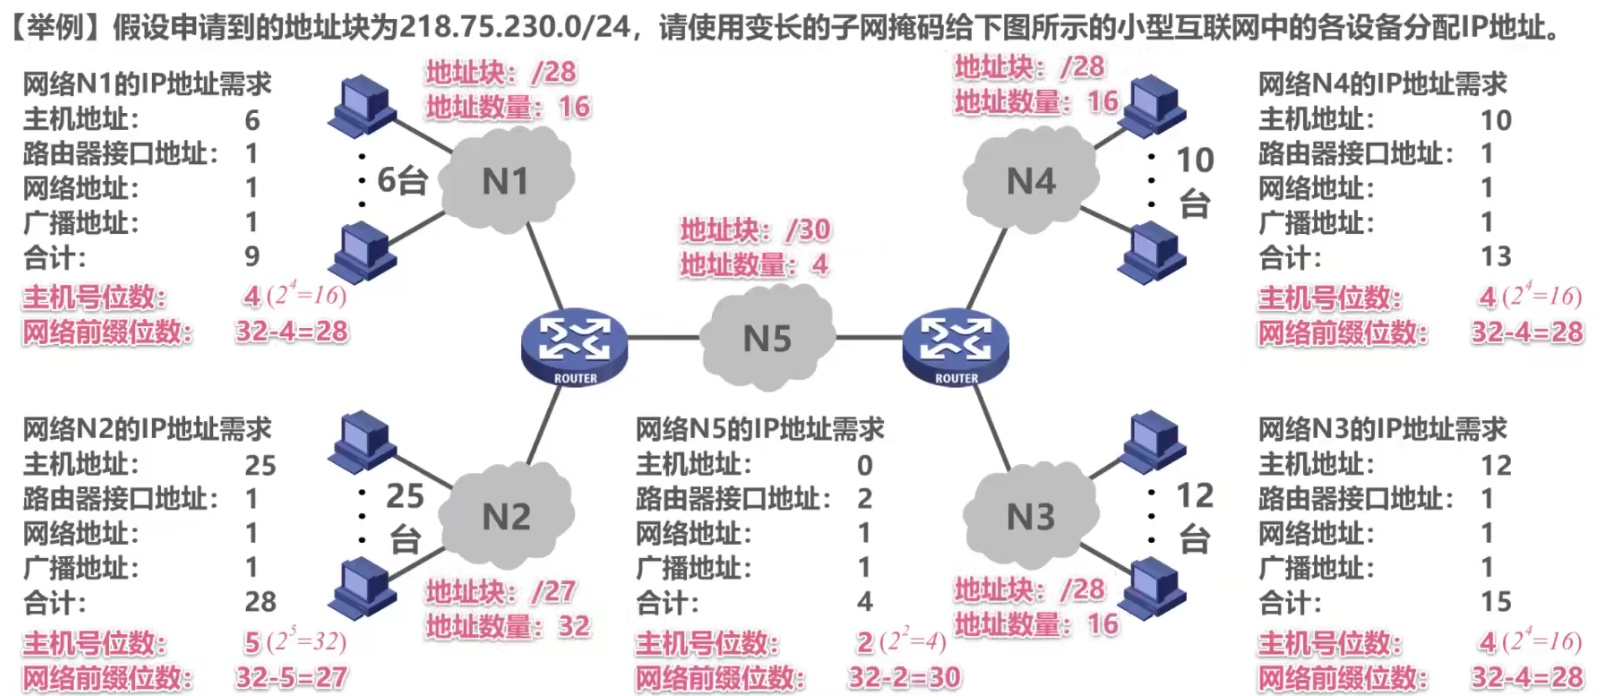 【举例】假设申请到的地址块为218.75.230.0/24，请使用变长的子网掩码给下图所示的小型互联网中的各设备分配IP地址。
网络N1的IP地址需求
主机地址： 6
路由器接口地址： 1
网络地址： 1
广播地址： 1
合计： 9
主机号位数： 4 (2^4=16)
网络前缀位数： 32-4=28
地址块：/28
地址数量：16
6台
N1
地址块：/28
地址数量：16
N4
10
台
网络N4的IP地址需求
主机地址： 10
路由器接口地址： 1
网络地址： 1
广播地址： 1
合计： 13
主机号位数： 4 (2^4=16)
网络前缀位数： 32-4=28
地址块：/30
地址数量：4
ROUTER
N5
ROUTER
网络N2的IP地址需求
主机地址： 25
路由器接口地址： 1
网络地址： 1
广播地址： 1
合计： 28
主机号位数： 5 (2^5=32)
网络前缀位数： 32-5=27
25
台
N2
地址块：/27
地址数量：32
网络N5的IP地址需求
主机地址： 0
路由器接口地址： 2
网络地址： 1
广播地址： 1
合计： 4
主机号位数： 2 (2^2=4)
网络前缀位数： 32-2=30
N3
12
台
地址块：/28
地址数量：16
网络N3的IP地址需求
主机地址： 12
路由器接口地址： 1
网络地址： 1
广播地址： 1
合计： 15
主机号位数： 4 (2^4=16)
网络前缀位数： 32-4=28